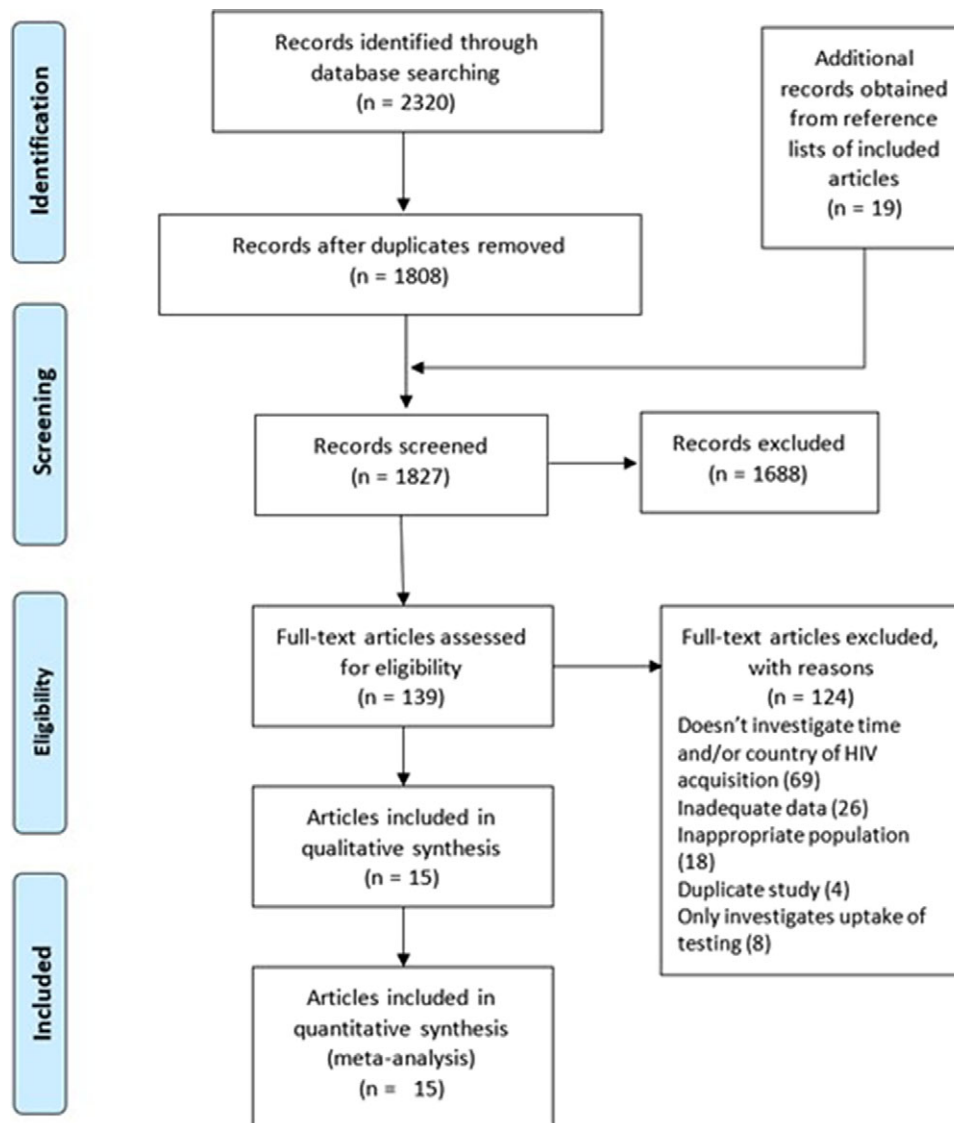 Identification
Records identified through
database searching
(n = 2320)
Additional
records obtained
from reference
lists of included
articles
(n = 19)
Records after duplicates removed
(n = 1808)
Screening
Records screened
(n = 1827)
Records excluded
(n = 1688)
Eligibility
Full-text articles assessed
for eligibility
(n = 139)
Full-text articles excluded,
with reasons
(n = 124)
Doesn't investigate time
and/or country of HIV
acquisition (69)
Inadequate data (26)
Inappropriate population
(18)
Duplicate study (4)
Only investigates uptake of
testing (8)
Articles included in
qualitative synthesis
(n = 15)
Included
Articles included in
quantitative synthesis
(meta-analysis)
(n = 15)